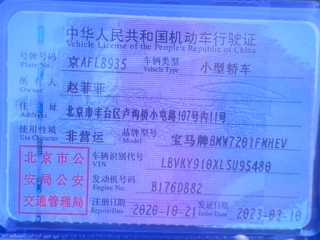 中华人民共和国机动车行驶证
Vehicle License of the People's Republic of China
号牌号码 京AFL8935 车辆类型 小型轿车
Plate No. Vehicle Type
所有人 赵菲菲
Owner
住址 北京市丰台区卢沟桥小屯路107号内11号
Address
使用性质 非营运 品牌型号 宝马牌BMW7201FMHEV
Use Character Model
北京市公 车辆识别代号 LBVKY910XLSU95480
VIN
安局公安 发动机号码 B176D882
Engine No.
交通管理局 注册日期 2020-10-21 发证日期 2023-03-10
Register Date Issue Date